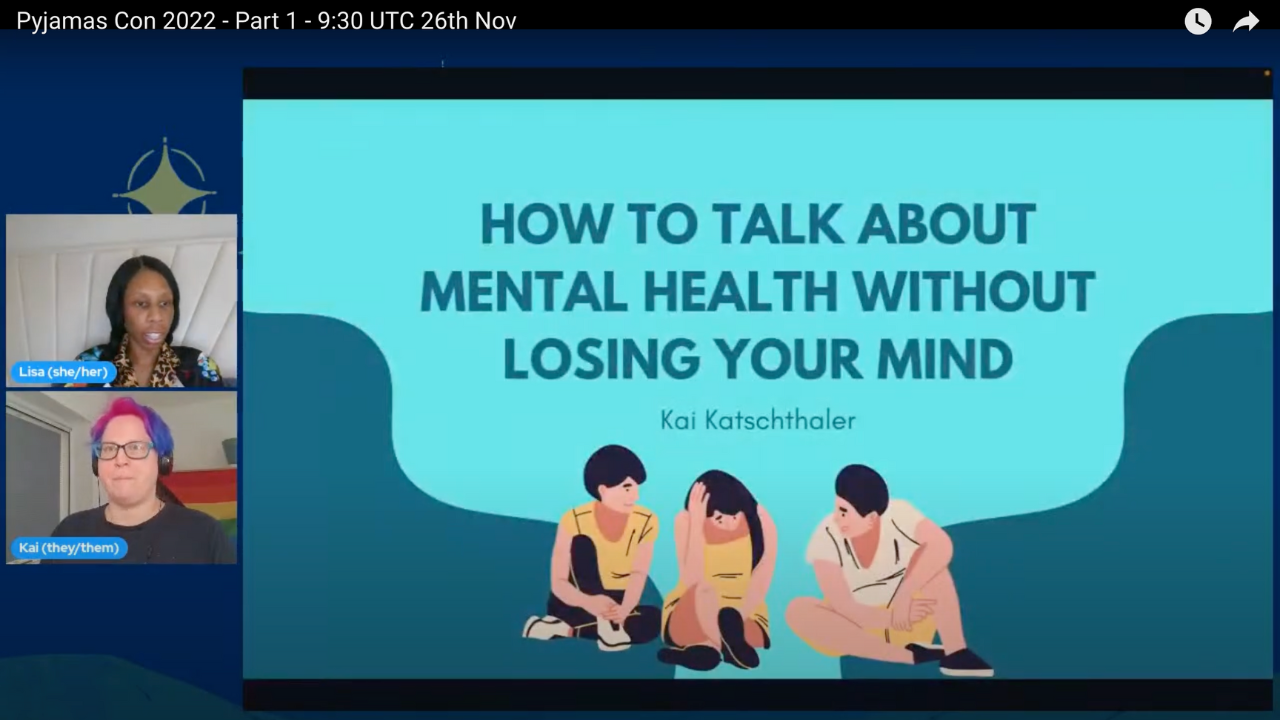 Pyjamas Con 2022 - Part 1 - 9:30 UTC 26th Nov
HOW TO TALK ABOUT
MENTAL HEALTH WITHOUT
LOSING YOUR MIND
Kai Katschthaler
Lisa (she/her)
Kai (they/them)